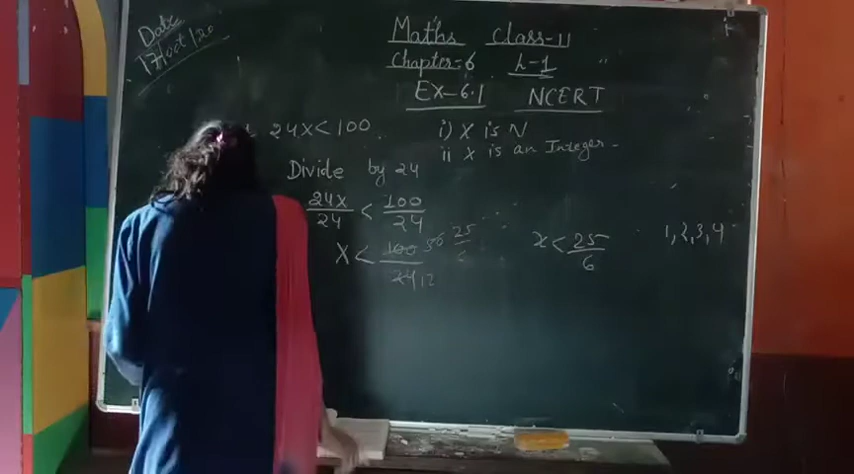 Date
17/oct/20
Maths Class-11
Chapter-6 L-1
Ex-6.1 NCERT
24x<100 i) X is N
ii x is an Integer-
Divide by 24
24x/24 < 100/24
X< 100/24 50/12 25/6 x< 25/6 1,2,3,4